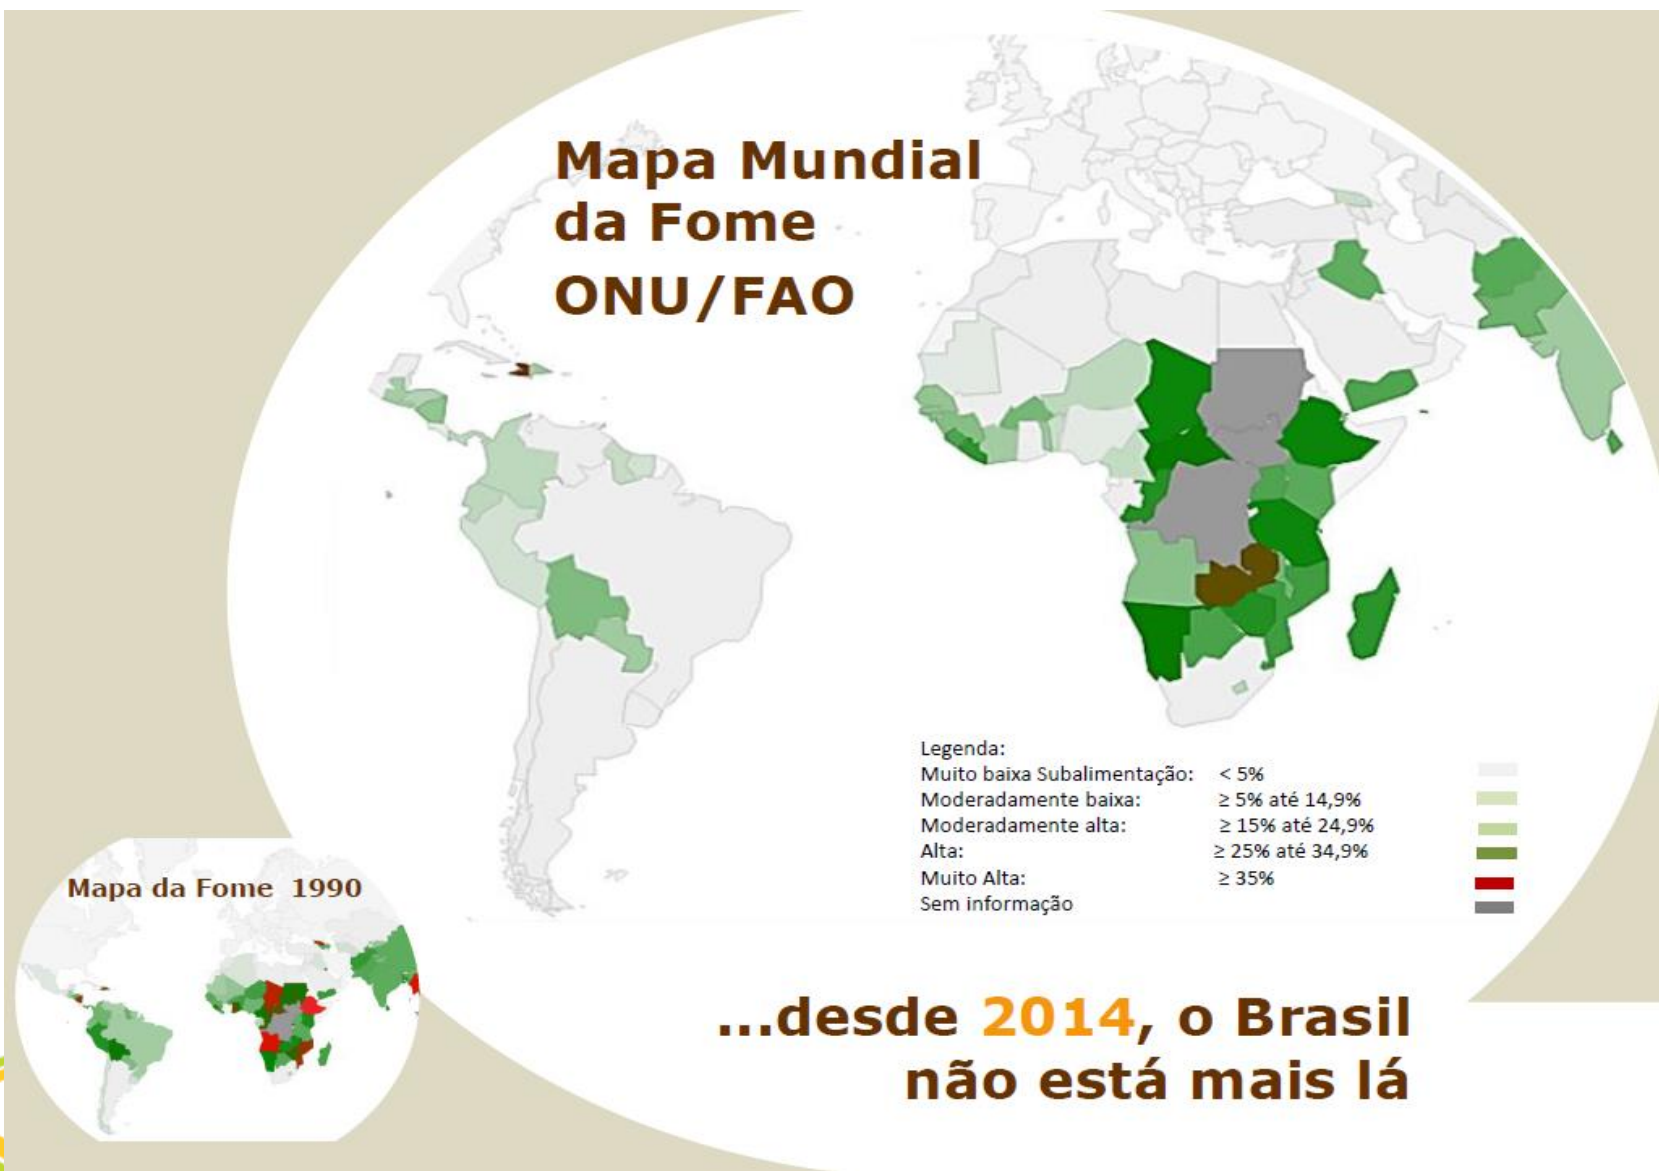 Mapa Mundial
da Fome
ONU/FAO
Legenda:
Muito baixa Subalimentação: < 5%
Moderadamente baixa: ≥ 5% até 14,9%
Moderadamente alta: ≥ 15% até 24,9%
Alta: ≥ 25% até 34,9%
Muito Alta: ≥ 35%
Sem informação
Mapa da Fome 1990
...desde 2014, o Brasil
não está mais lá